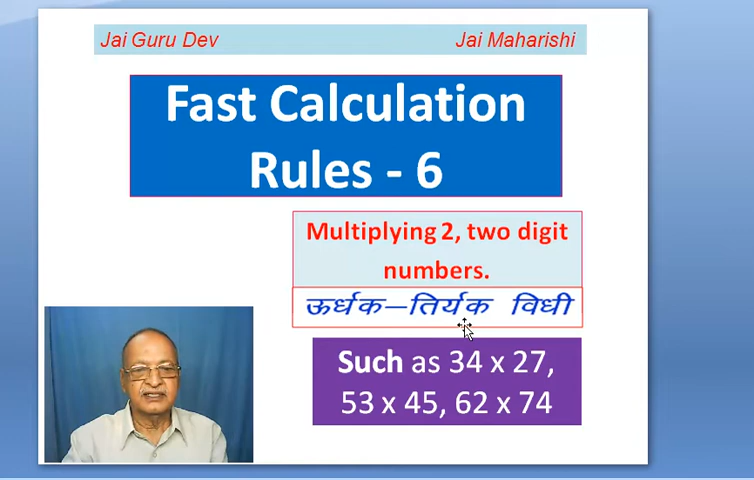 Jai Guru Dev Jai Maharishi
Fast Calculation
Rules - 6
Multiplying 2, two digit
numbers.
ऊर्धक–तिर्यक विधी
Such as 34 x 27,
53 x 45, 62 x 74